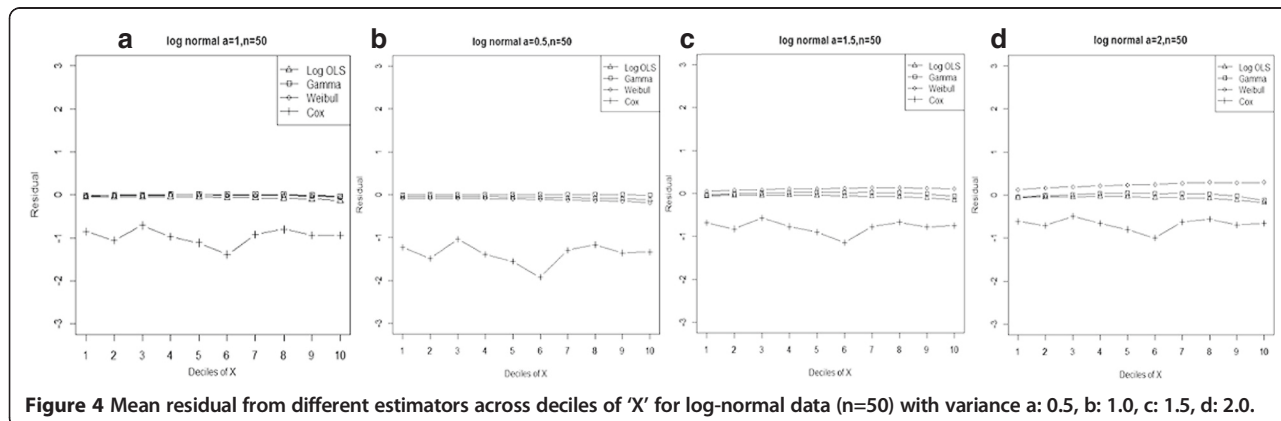 a
log normal a=1,n=50
Residual
3
2
1
0
-1
-2
-3
Log OLS
Gamma
Weibull
Cox
1 2 3 4 5 6 7 8 9 10
Deciles of X
b
log normal a=0.5,n=50
Residual
3
2
1
0
-1
-2
-3
Log OLS
Gamma
Weibull
Cox
1 2 3 4 5 6 7 8 9 10
Deciles of X
c
log normal a=1.5,n=50
Residual
3
2
1
0
-1
-2
-3
Log OLS
Gamma
Weibull
Cox
1 2 3 4 5 6 7 8 9 10
Deciles of X
d
log normal a=2,n=50
Residual
3
2
1
0
-1
-2
-3
Log OLS
Gamma
Weibull
Cox
1 2 3 4 5 6 7 8 9 10
Deciles of X
Figure 4 Mean residual from different estimators across deciles of ‘X’ for log-normal data (n=50) with variance a: 0.5, b: 1.0, c: 1.5, d: 2.0.